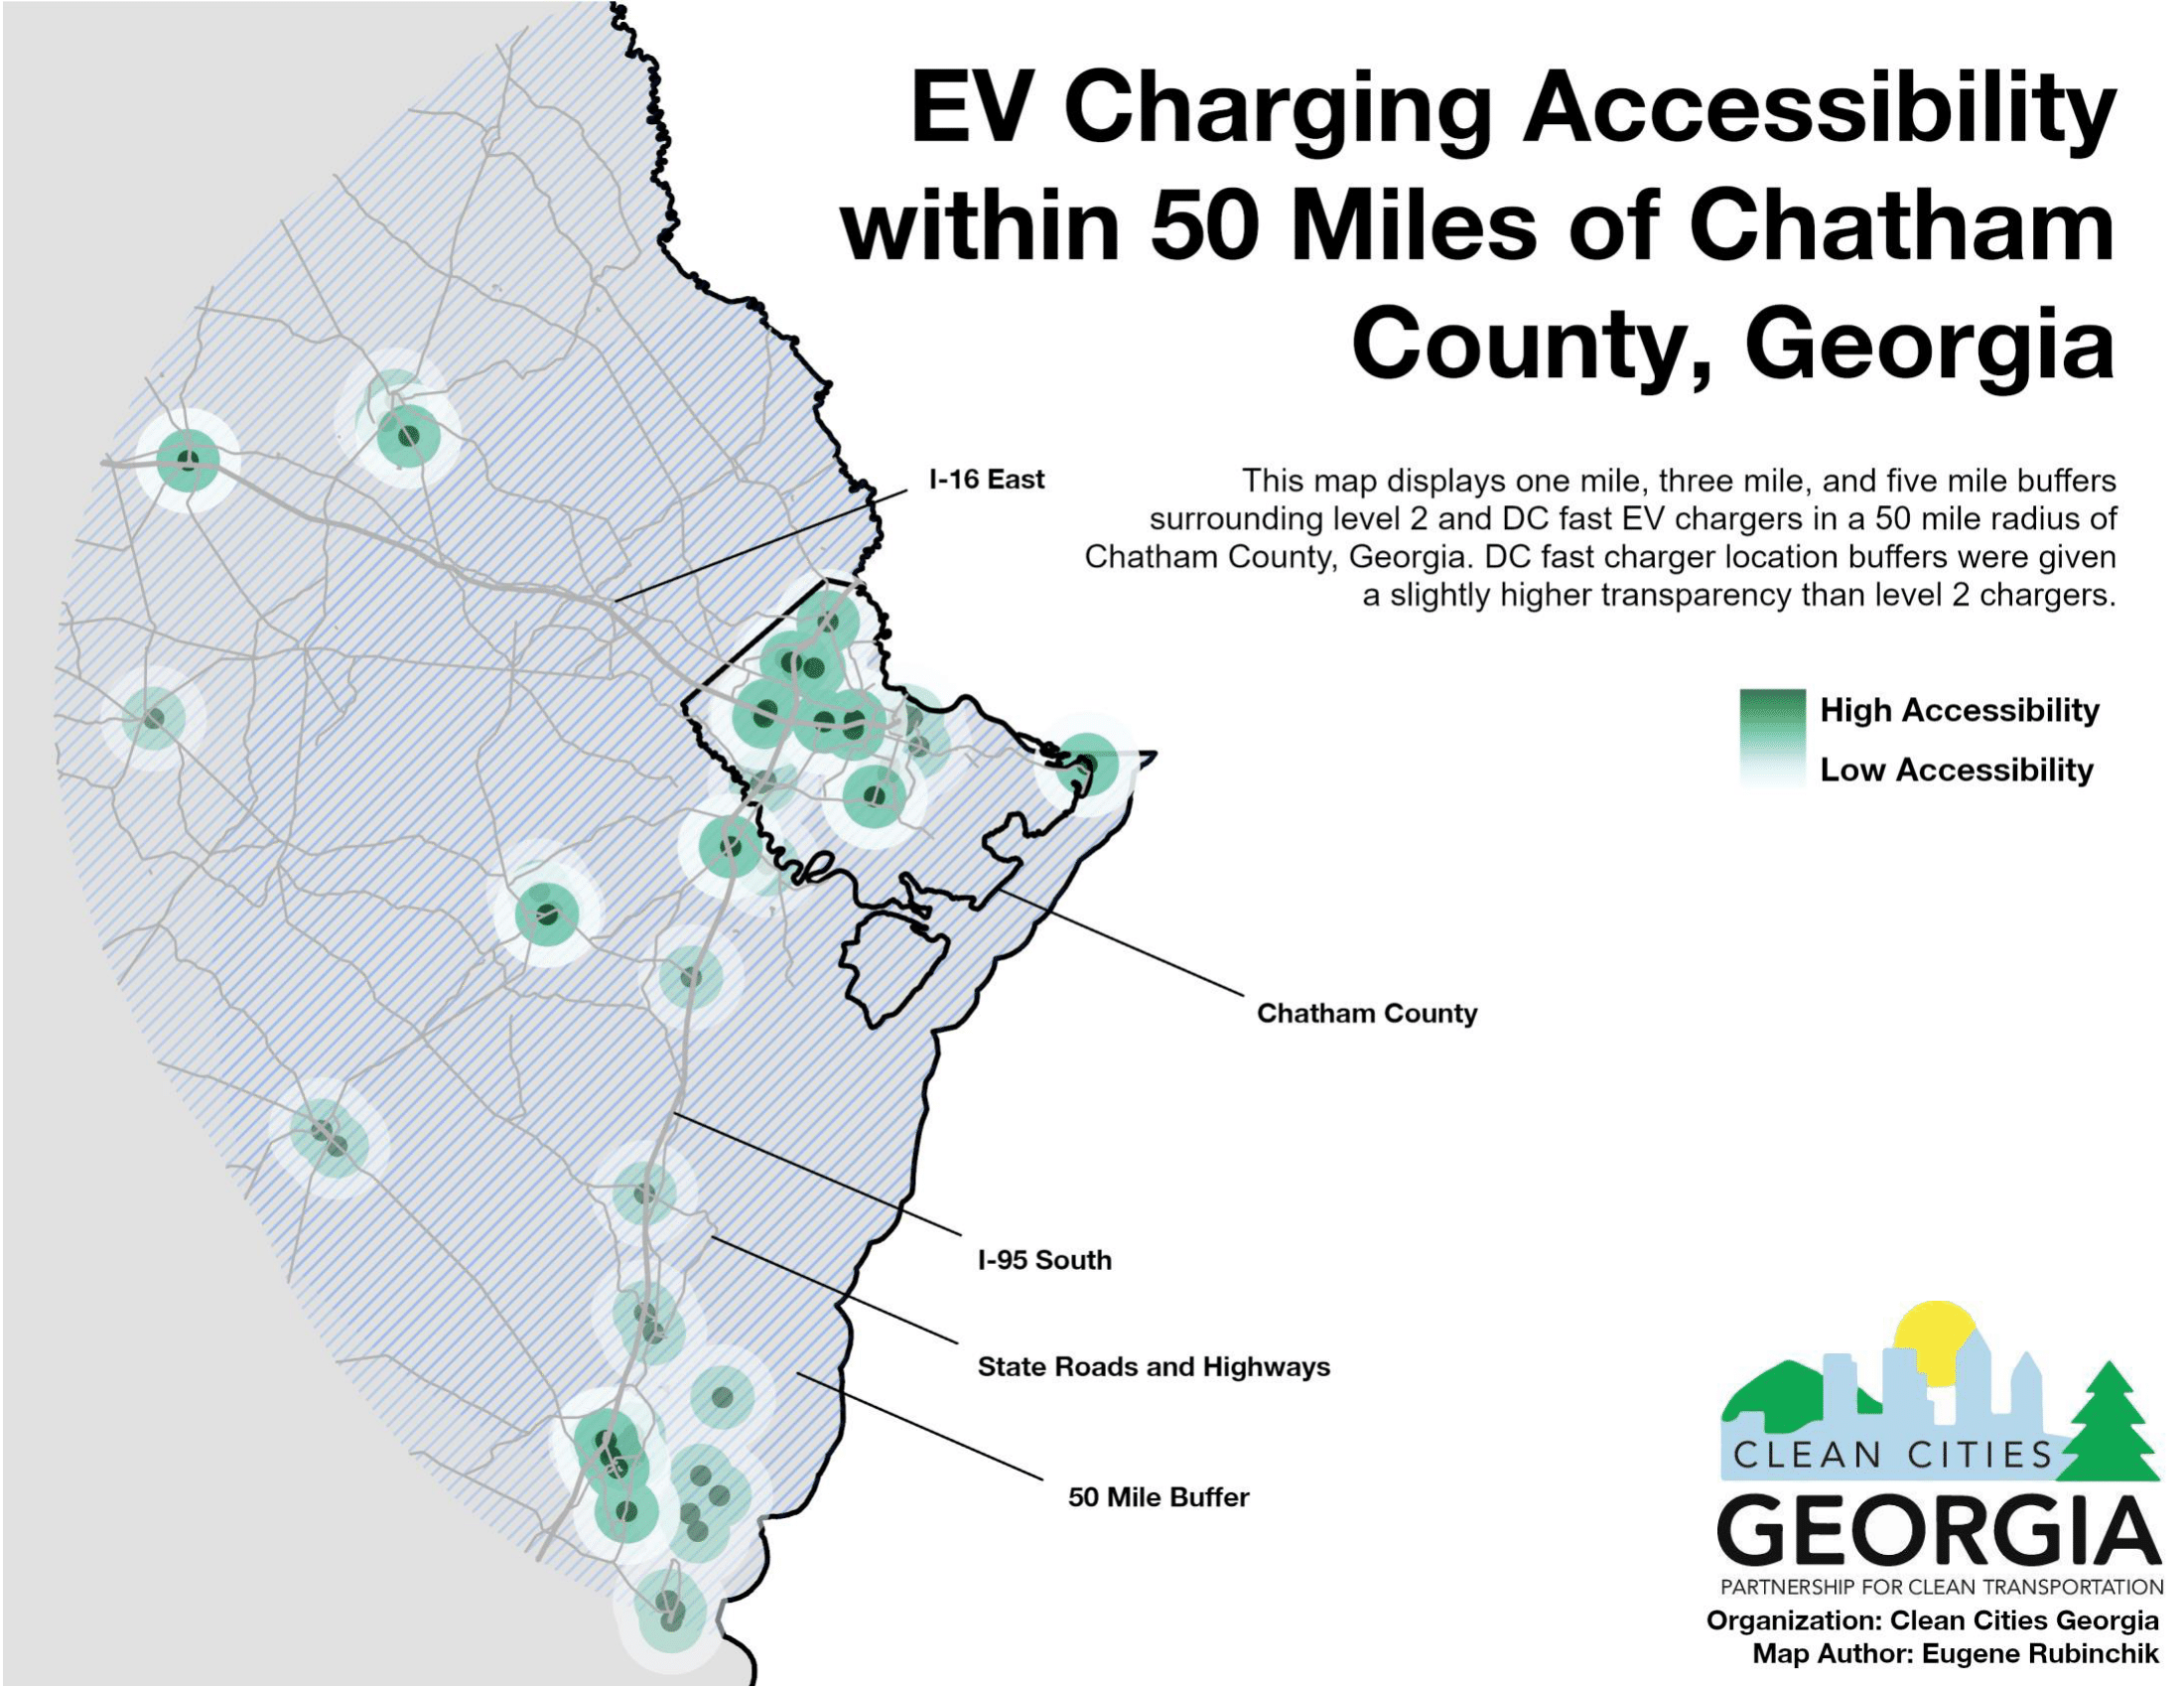 EV Charging Accessibility
within 50 Miles of Chatham
County, Georgia
This map displays one mile, three mile, and five mile buffers
surrounding level 2 and DC fast EV chargers in a 50 mile radius of
Chatham County, Georgia. DC fast charger location buffers were given
a slightly higher transparency than level 2 chargers.
I-16 East
High Accessibility
Low Accessibility
Chatham County
I-95 South
State Roads and Highways
50 Mile Buffer
CLEAN CITIES
GEORGIA
PARTNERSHIP FOR CLEAN TRANSPORTATION
Organization: Clean Cities Georgia
Map Author: Eugene Rubinchik